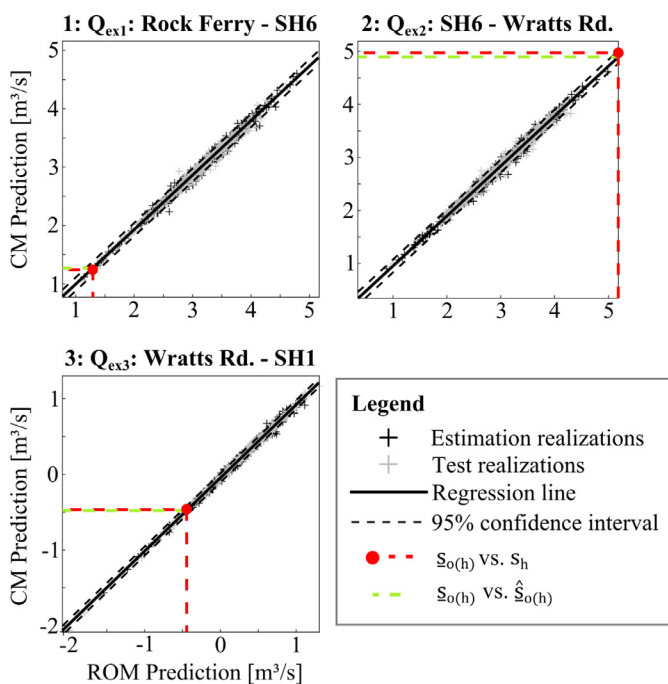 1: Qex1: Rock Ferry - SH6
2: Qex2: SH6 - Wratts Rd.
CM Prediction [m³/s]
5
4
3
2
1
1 2 3 4 5
5
4
3
2
1
1 2 3 4 5
3: Qex3: Wratts Rd. - SH1
CM Prediction [m³/s]
1
0
-1
-2
-2 -1 0 1
ROM Prediction [m³/s]
Legend
Estimation realizations
Test realizations
Regression line
95% confidence interval
s̲o(h) vs. sh
s̲o(h) vs. ŝ̲o(h)